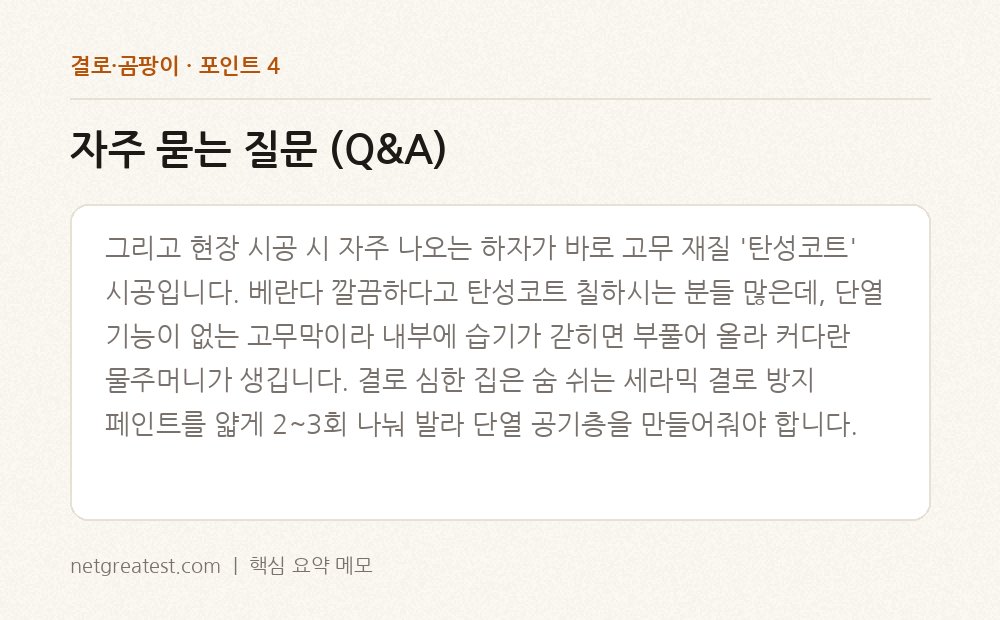 결로·곰팡이 · 포인트 4
자주 묻는 질문 (Q&A)
그리고 현장 시공 시 자주 나오는 하자가 바로 고무 재질 '탄성코트'
시공입니다. 베란다 깔끔하다고 탄성코트 칠하시는 분들 많은데, 단열
기능이 없는 고무막이라 내부에 습기가 갇히면 부풀어 올라 커다란
물주머니가 생깁니다. 결로 심한 집은 숨 쉬는 세라믹 결로 방지
페인트를 얇게 2~3회 나눠 발라 단열 공기층을 만들어줘야 합니다.
netgreatest.com | 핵심 요약 메모